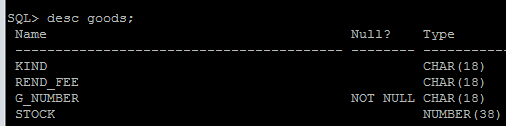 SQL> desc goods;
Name Null? Type
----------------------------------------- -------- ----------
KIND CHAR(18)
REND_FEE CHAR(18)
G_NUMBER NOT NULL CHAR(18)
STOCK NUMBER(38)